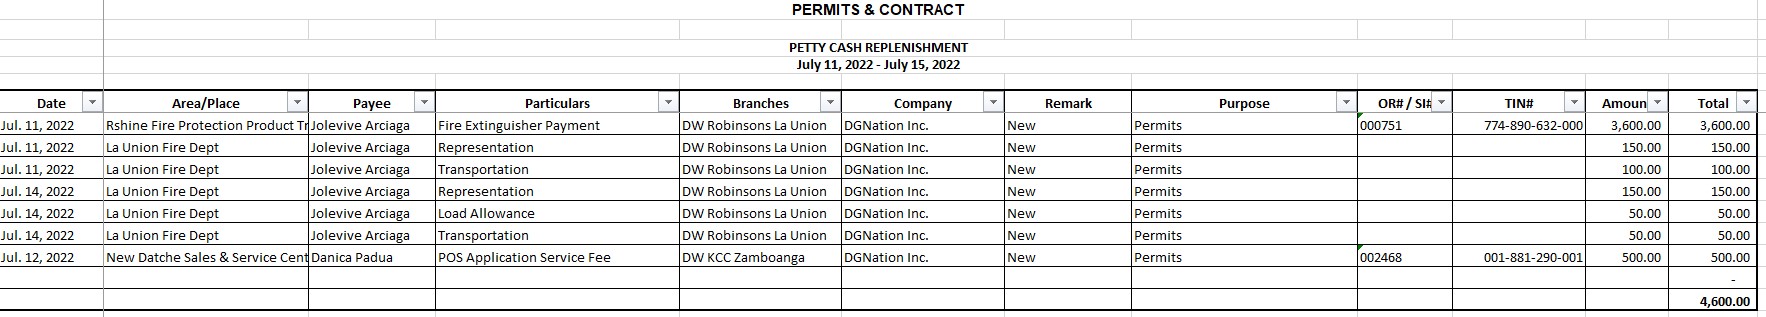 PERMITS & CONTRACT
PETTY CASH REPLENISHMENT
July 11, 2022 - July 15, 2022
Date Area/Place Payee Particulars Branches Company Remark Purpose OR# / SI# TIN# Amoun Total
Jul. 11, 2022 Rshine Fire Protection Product Tr Jolevive Arciaga Fire Extinguisher Payment DW Robinsons La Union DGNation Inc. New Permits 000751 774-890-632-000 3,600.00 3,600.00
Jul. 11, 2022 La Union Fire Dept Jolevive Arciaga Representation DW Robinsons La Union DGNation Inc. New Permits 150.00 150.00
Jul. 11, 2022 La Union Fire Dept Jolevive Arciaga Transportation DW Robinsons La Union DGNation Inc. New Permits 100.00 100.00
Jul. 14, 2022 La Union Fire Dept Jolevive Arciaga Representation DW Robinsons La Union DGNation Inc. New Permits 150.00 150.00
Jul. 14, 2022 La Union Fire Dept Jolevive Arciaga Load Allowance DW Robinsons La Union DGNation Inc. New Permits 50.00 50.00
Jul. 14, 2022 La Union Fire Dept Jolevive Arciaga Transportation DW Robinsons La Union DGNation Inc. New Permits 50.00 50.00
Jul. 12, 2022 New Datche Sales & Service Cent Danica Padua POS Application Service Fee DW KCC Zamboanga DGNation Inc. New Permits 002468 001-881-290-001 500.00 500.00
-
4,600.00